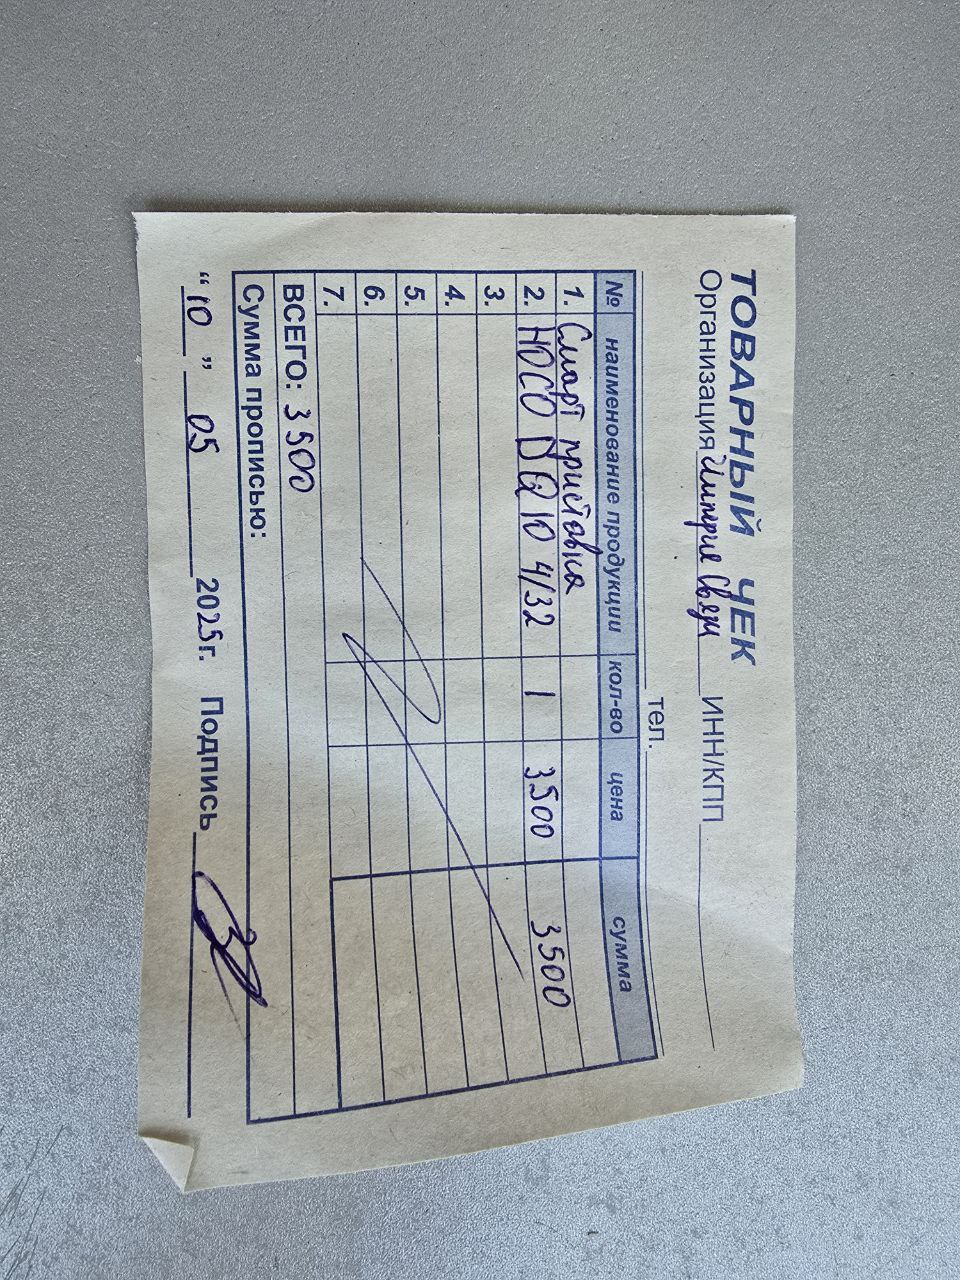 ТОВАРНЫЙ ЧЕК
Организация Империя Связи ИНН/КПП
тел.
№ наименование продукции кол-во цена сумма
1. Смарт приставка
2. HOCO DQ10 4/32 1 3500 3500
3.
4.
5.
6.
7.
ВСЕГО: 3500
Сумма прописью:
“10” 05 2025г. Подпись